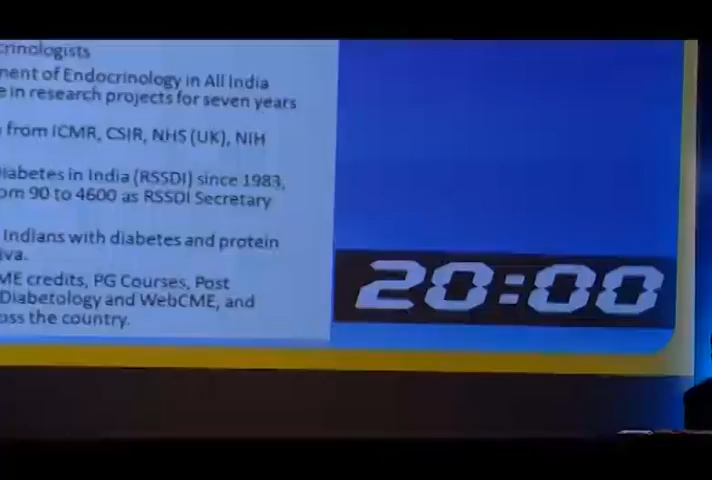 crinologists
ment of Endocrinology in All India
e in research projects for seven years
from ICMR, CSIR, NHS (UK), NIH
Diabetes in India (RSSDI) since 1983,
om 90 to 4600 as RSSDI Secretary
Indians with diabetes and protein
iva.
ME credits, PG Courses, Post
Diabetology and WebCME, and
oss the country.
20:00